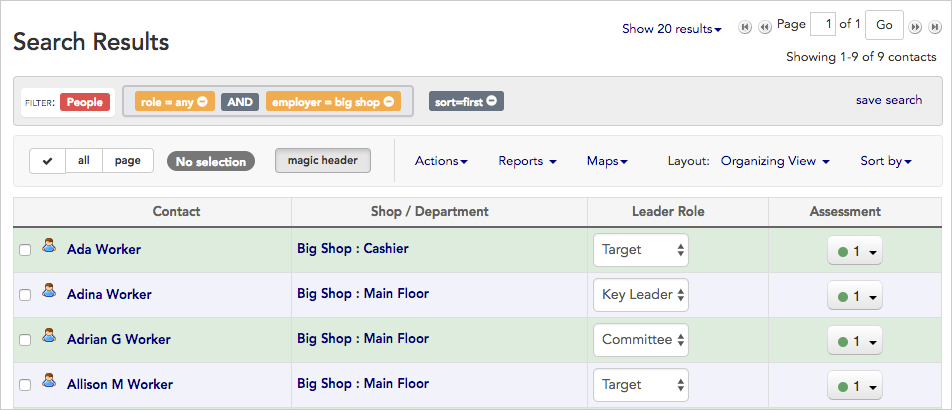 Search Results
Show 20 results
Page 1 of 1 Go
Showing 1-9 of 9 contacts
FILTER: People role = any AND employer = big shop sort=first save search
all page No selection magic header Actions Reports Maps Layout: Organizing View Sort by
Contact Shop / Department Leader Role Assessment
Ada Worker Big Shop : Cashier Target 1
Adina Worker Big Shop : Main Floor Key Leader 1
Adrian G Worker Big Shop : Main Floor Committee 1
Allison M Worker Big Shop : Main Floor Target 1